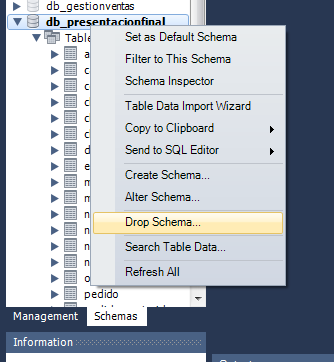 db_gestionventas
db_presentacionfinal
Set as Default Schema
Filter to This Schema
Schema Inspector
Table Data Import Wizard
Copy to Clipboard
Send to SQL Editor
Create Schema...
Alter Schema...
Drop Schema...
Search Table Data...
Refresh All
pedido
Management
Schemas
Information